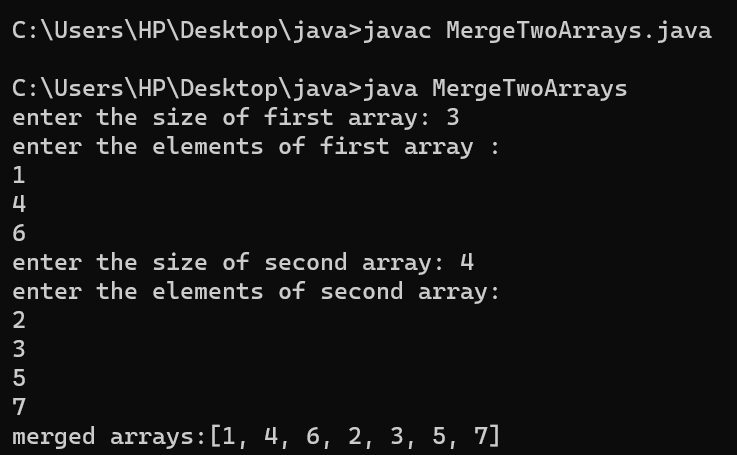 C:\Users\HP\Desktop\java>javac MergeTwoArrays.java
C:\Users\HP\Desktop\java>java MergeTwoArrays
enter the size of first array: 3
enter the elements of first array :
1
4
6
enter the size of second array: 4
enter the elements of second array:
2
3
5
7
merged arrays:[1, 4, 6, 2, 3, 5, 7]